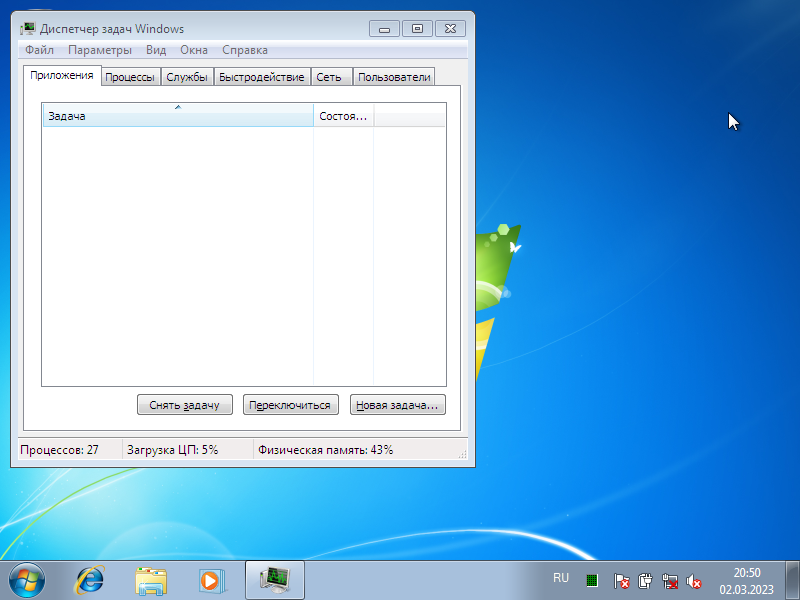 Диспетчер задач Windows
Файл Параметры Вид Окна Справка
Приложения Процессы Службы Быстродействие Сеть Пользователи
Задача Состоя...
Снять задачу Переключиться Новая задача...
Процессов: 27 Загрузка ЦП: 5% Физическая память: 43%
RU 20:50
02.03.2023